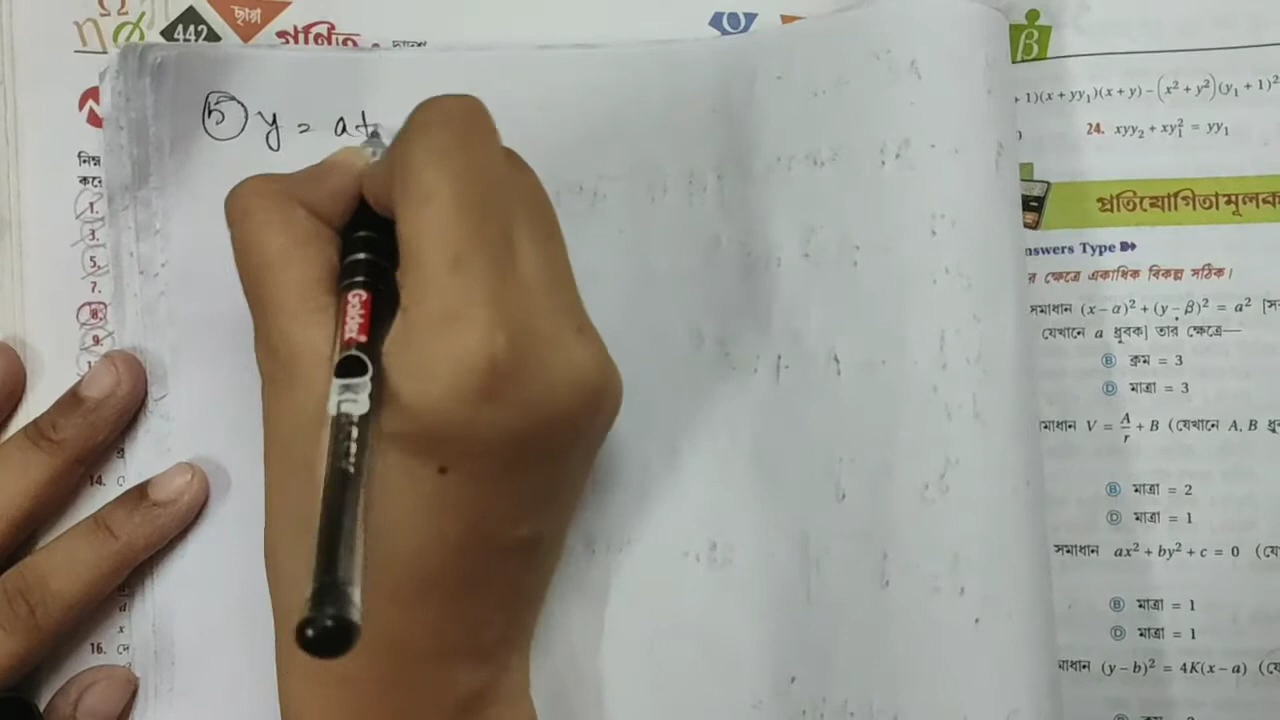 442
ছায়া
গণিত
β
+ 1)(x + yy₁)(x + y) – (x² + y²)(y₁ + 1)²
24. xyy₂ + xy₁² = yy₁
⑤ y = a+
নিম্ন
করে
1.
3.
5.
7.
8.
9.
14.
16.
প্রতিযোগিতামূলক
nswers Type
র ক্ষেত্রে একাধিক বিকল্প সঠিক।
সমাধান (x – α)² + (y – β)² = a²
যেখানে a ধ্রুবক] তার ক্ষেত্রে—
Ⓑ ক্রম = 3
Ⓓ মাত্রা = 3
মাধান V = A/r + B (যেখানে A, B
Ⓑ মাত্রা = 2
Ⓓ মাত্রা = 1
সমাধান ax² + by² + c = 0
Ⓑ মাত্রা = 1
Ⓓ মাত্রা = 1
মাধান (y – b)² = 4K(x – a)
Golden